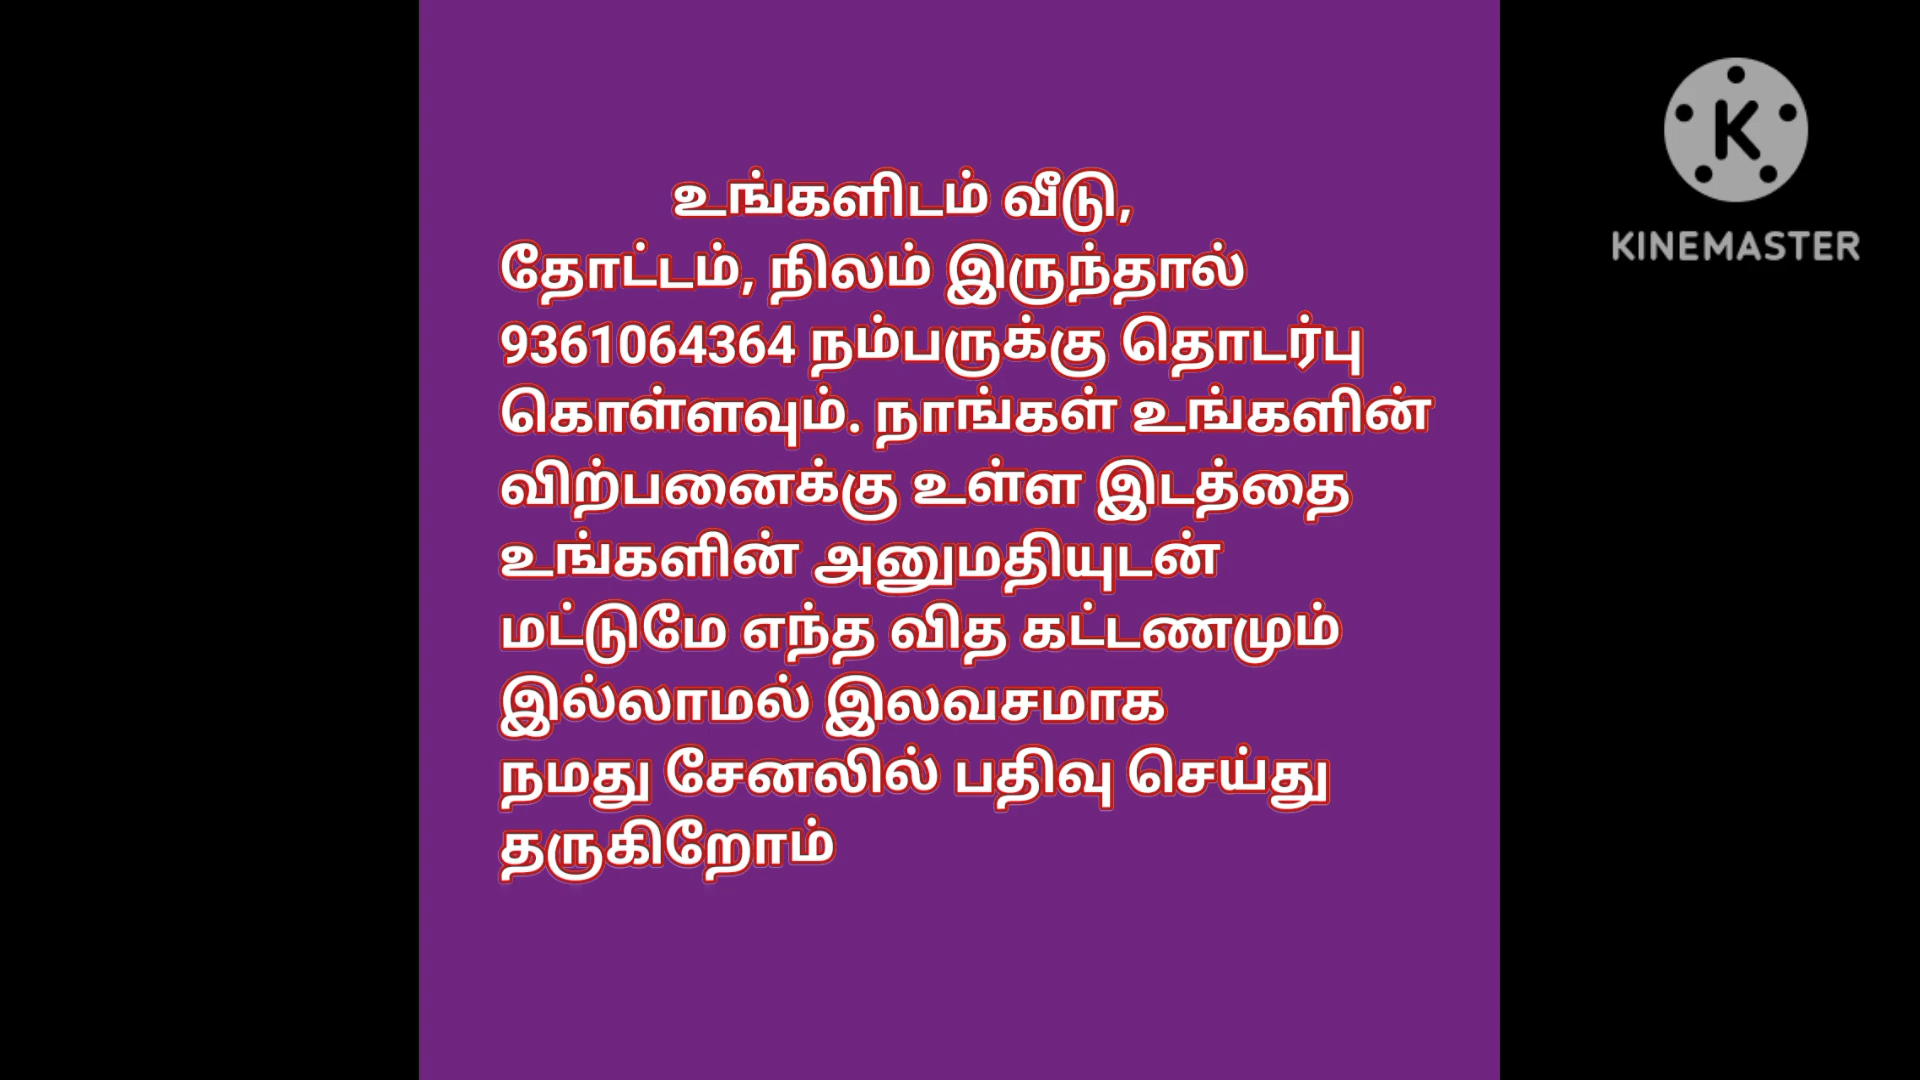 உங்களிடம் வீடு,
தோட்டம், நிலம் இருந்தால்
9361064364 நம்பருக்கு தொடர்பு
கொள்ளவும். நாங்கள் உங்களின்
விற்பனைக்கு உள்ள இடத்தை
உங்களின் அனுமதியுடன்
மட்டுமே எந்த வித கட்டணமும்
இல்லாமல் இலவசமாக
நமது சேனலில் பதிவு செய்து
தருகிறோம்
K
KINEMASTER